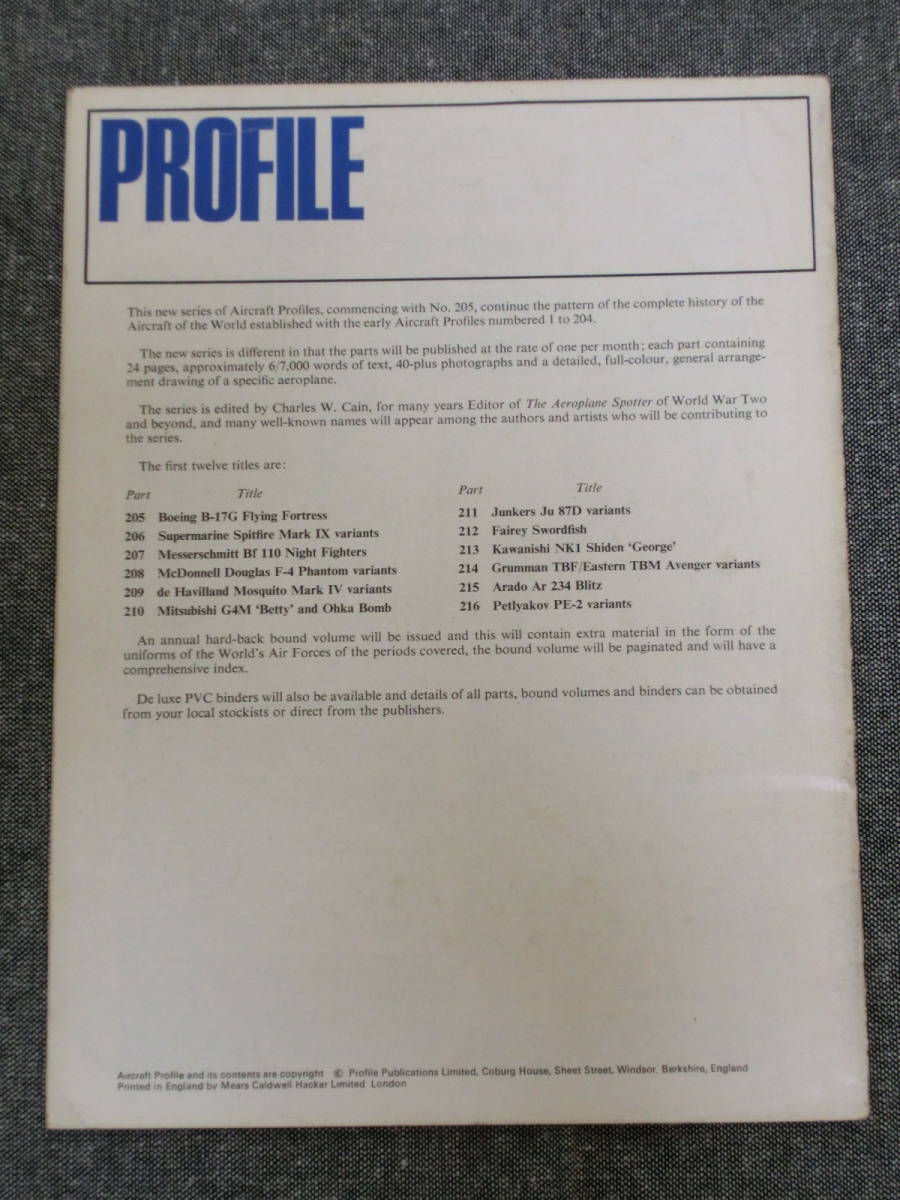 PROFILE
This new series of Aircraft Profiles, commencing with No. 205, continue the pattern of the complete history of the
Aircraft of the World established with the early Aircraft Profiles numbered 1 to 204.
The new series is different in that the parts will be published at the rate of one per month; each part containing
24 pages, approximately 6/7,000 words of text, 40-plus photographs and a detailed, full-colour, general arrange-
ment drawing of a specific aeroplane.
The series is edited by Charles W. Cain, for many years Editor of The Aeroplane Spotter of World War Two
and beyond, and many well-known names will appear among the authors and artists who will be contributing to
the series.
The first twelve titles are:
Part Title
205 Boeing B-17G Flying Fortress
206 Supermarine Spitfire Mark IX variants
207 Messerschmitt Bf 110 Night Fighters
208 McDonnell Douglas F-4 Phantom variants
209 de Havilland Mosquito Mark IV variants
210 Mitsubishi G4M ‘Betty’ and Ohka Bomb
Part Title
211 Junkers Ju 87D variants
212 Fairey Swordfish
213 Kawanishi NK1 Shiden ‘George’
214 Grumman TBF/Eastern TBM Avenger variants
215 Arado Ar 234 Blitz
216 Petlyakov PE-2 variants
An annual hard-back bound volume will be issued and this will contain extra material in the form of the
uniforms of the World's Air Forces of the periods covered, the bound volume will be paginated and will have a
comprehensive index.
De luxe PVC binders will also be available and details of all parts, bound volumes and binders can be obtained
from your local stockists or direct from the publishers.
Aircraft Profile and its contents are copyright © Profile Publications Limited, Coburg House, Sheet Street, Windsor, Berkshire, England
Printed in England by Mears Caldwell Hacker Limited London